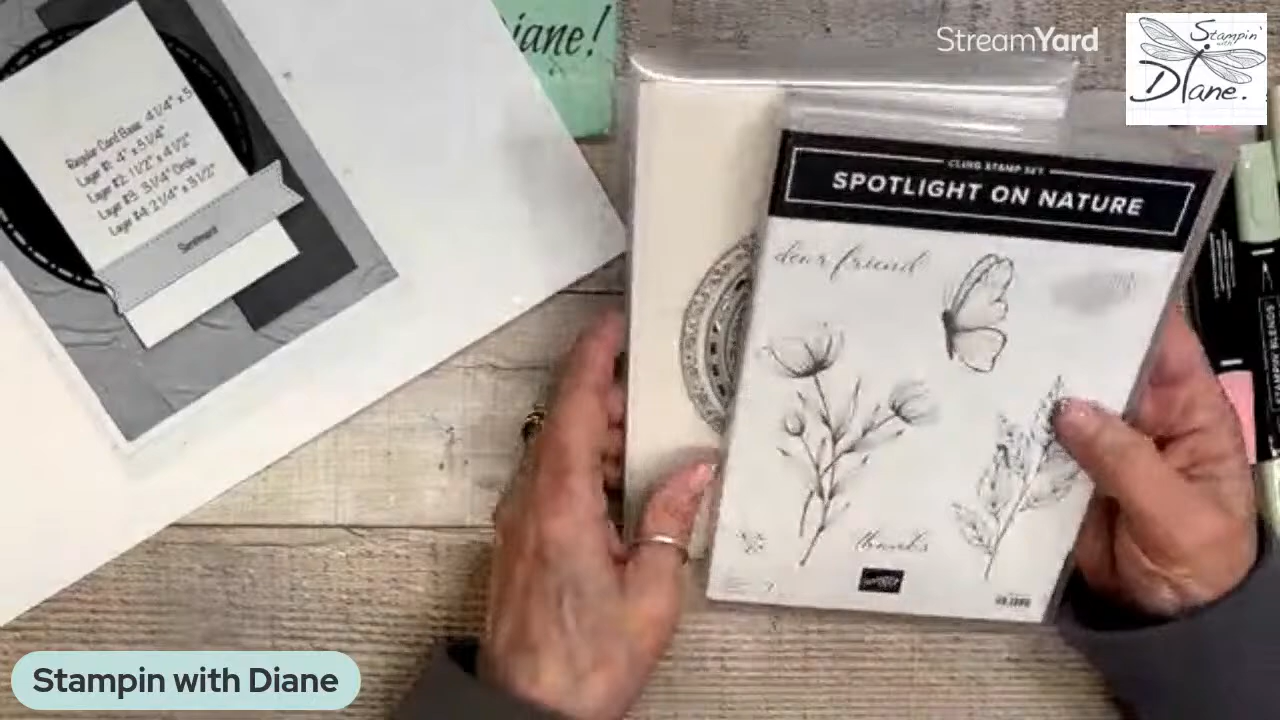 iane!
StreamYard
Stampin'
with
Diane.
Regular Card Base: 4 1/4" x 5
Layer #1: 4" x 5 1/4"
Layer #2: 1 1/2" x 4 1/2"
Layer #3: 3 1/4" Circle
Layer #4: 2 1/4" x 3 1/2"
Sentiment
CLING STAMP SET
SPOTLIGHT ON NATURE
dear friend
thanks
Stampin with Diane